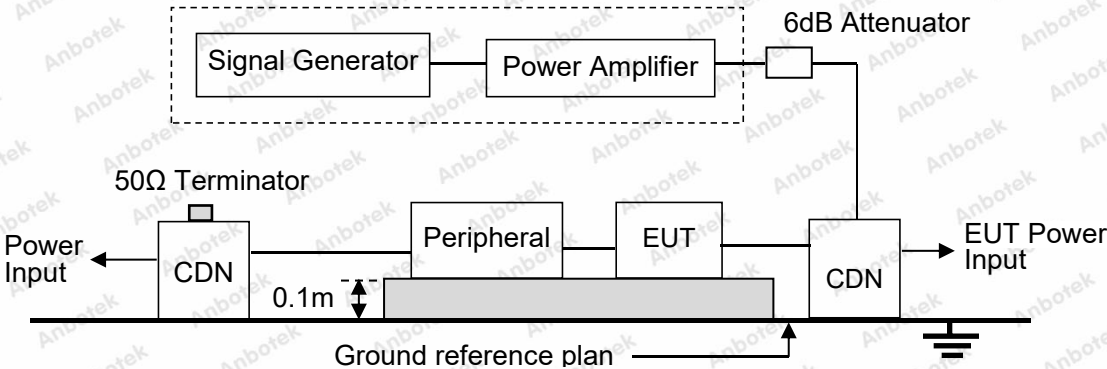 6dB Attenuator
Signal Generator
Power Amplifier
50Ω Terminator
Power
Input
CDN
Peripheral
EUT
CDN
EUT Power
Input
0.1m
Ground reference plan
Anbotek